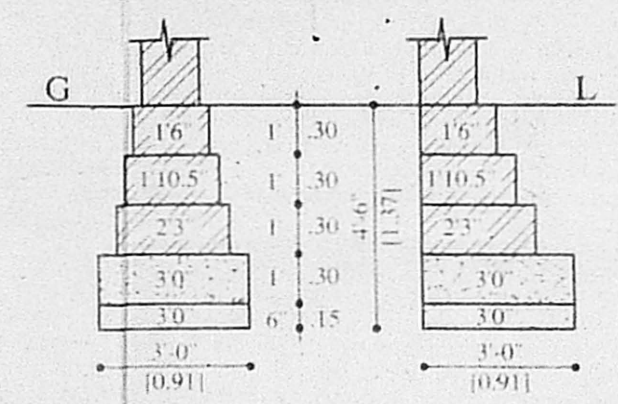 G L
1'6" 1' .30 1'6"
1'10.5" 1' .30 1'10.5"
2'3" 1' .30 2'3"
4'-6"
[1.37]
3'0" 1' .30 3'0"
3'0" 6" .15 3'0"
3'-0" 3'-0"
[0.91] [0.91]